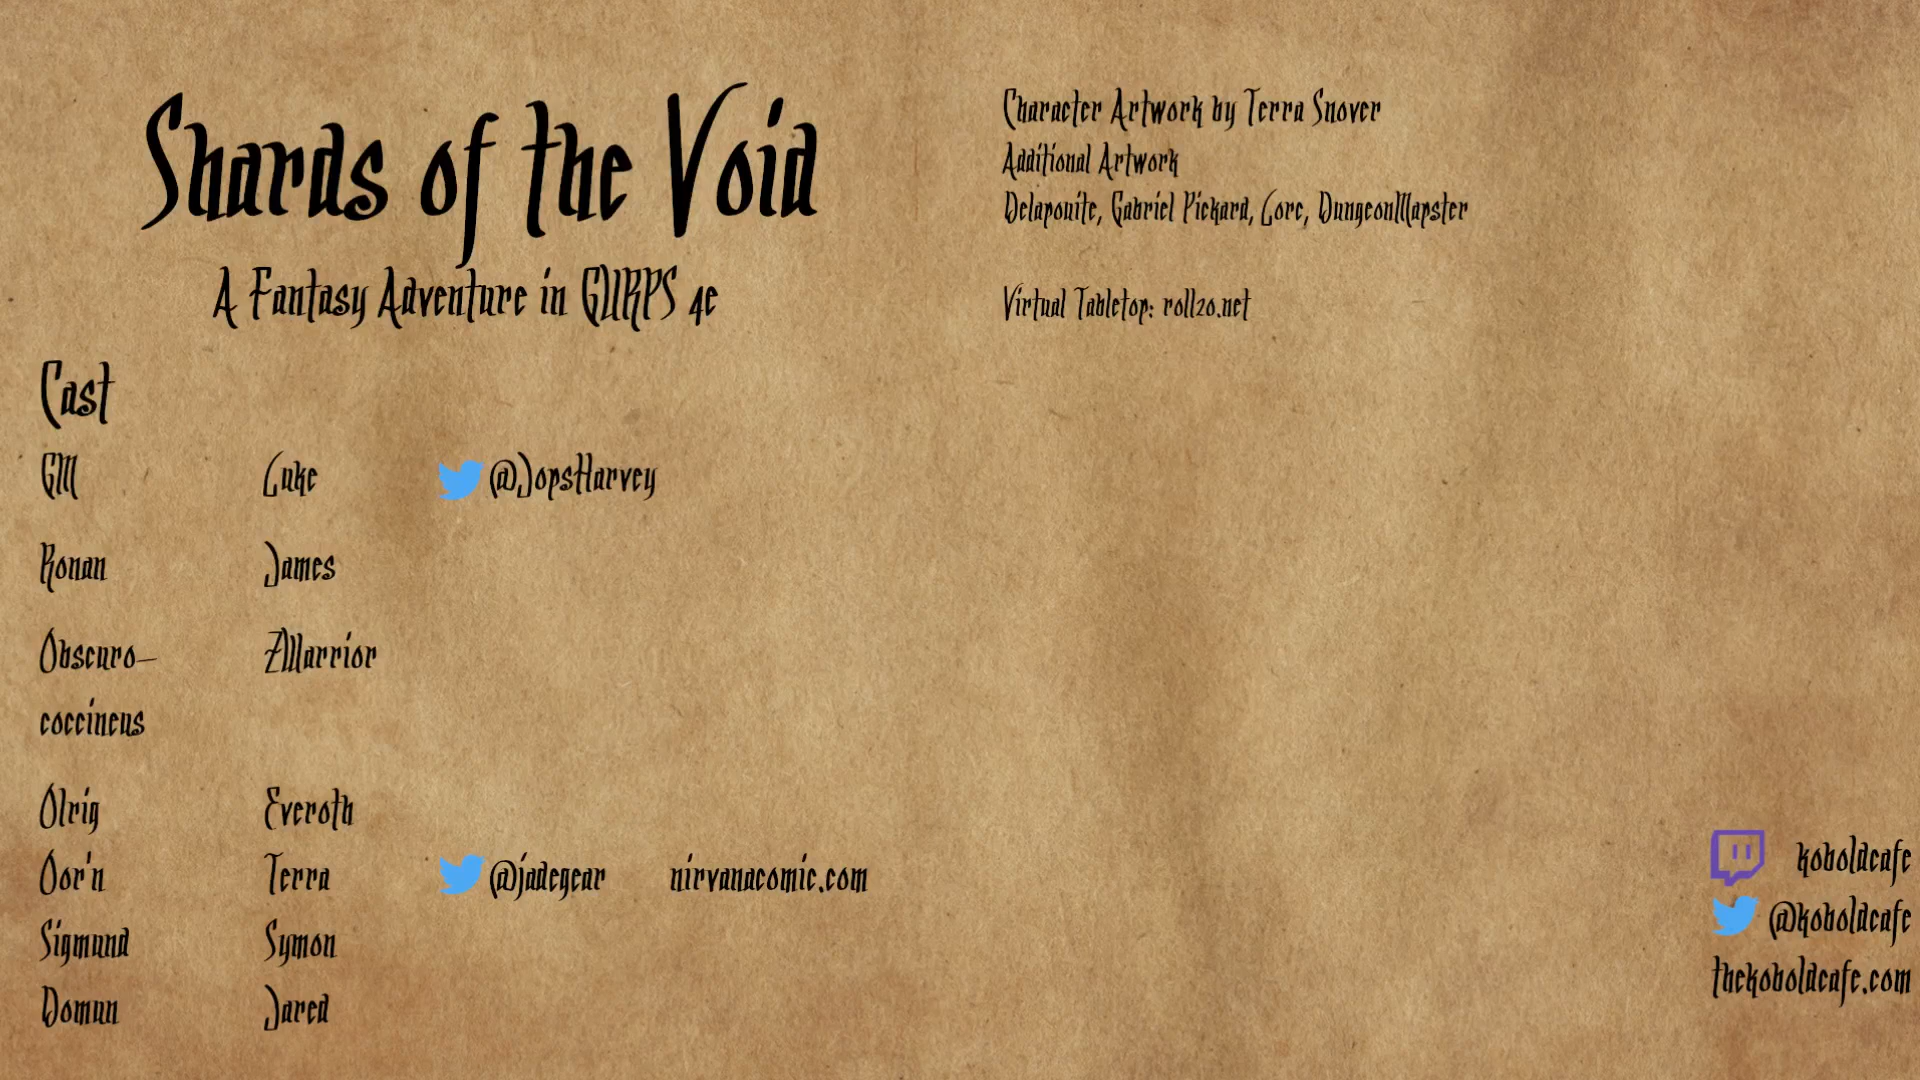 Shards of the Void
A Fantasy Adventure in GURPS 4e
Cast
GM Luke @JopsHarvey
Ronan James
Obscuro-
coccineus ZMarrior
Olrig Everoth
Oor'n Terra @jadegear nirvanacomic.com
Sigmund Symon
Domun Jared
Character Artwork by Terra Snover
Additional Artwork
Delapouite, Gabriel Pickard, Lorc, DungeonMapster
Virtual Tabletop: roll20.net
koboldcafe
@koboldcafe
thekoboldcafe.com